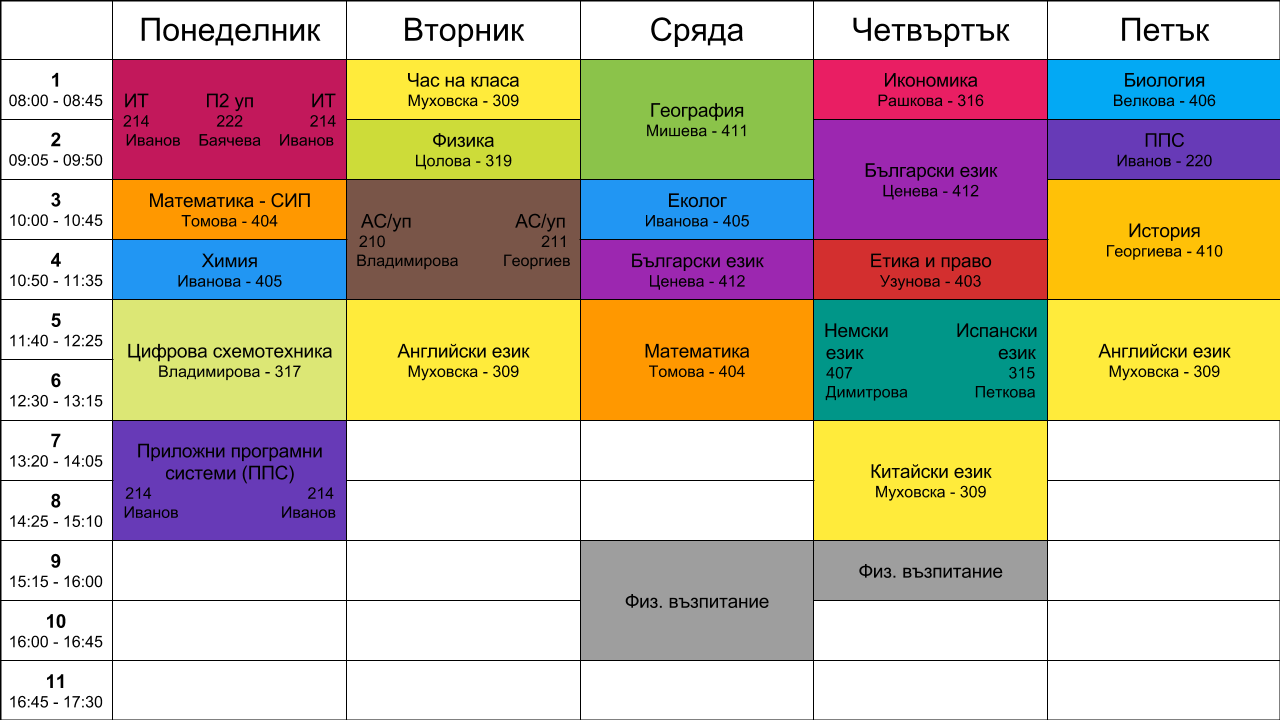 Понеделник Вторник Сряда Четвъртък Петък
1
08:00 - 08:45
ИТ П2 уп ИТ
214 222 214
Иванов Баячева Иванов
Час на класа
Муховска - 309
География
Мишева - 411
Икономика
Рашкова - 316
Биология
Велкова - 406
2
09:05 - 09:50
Физика
Цолова - 319
Български език
Ценева - 412
ППС
Иванов - 220
3
10:00 - 10:45
Математика - СИП
Томова - 404
АС/уп АС/уп
210 211
Владимирова Георгиев
Еколог
Иванова - 405
История
Георгиева - 410
4
10:50 - 11:35
Химия
Иванова - 405
Български език
Ценева - 412
Етика и право
Узунова - 403
5
11:40 - 12:25
Цифрова схемотехника
Владимирова - 317
Английски език
Муховска - 309
Математика
Томова - 404
Немски Испански
език език
407 315
Димитрова Петкова
Английски език
Муховска - 309
6
12:30 - 13:15
7
13:20 - 14:05
Приложни програмни
системи (ППС)
214 214
Иванов Иванов
Китайски език
Муховска - 309
8
14:25 - 15:10
9
15:15 - 16:00
Физ. възпитание
Физ. възпитание
10
16:00 - 16:45
11
16:45 - 17:30